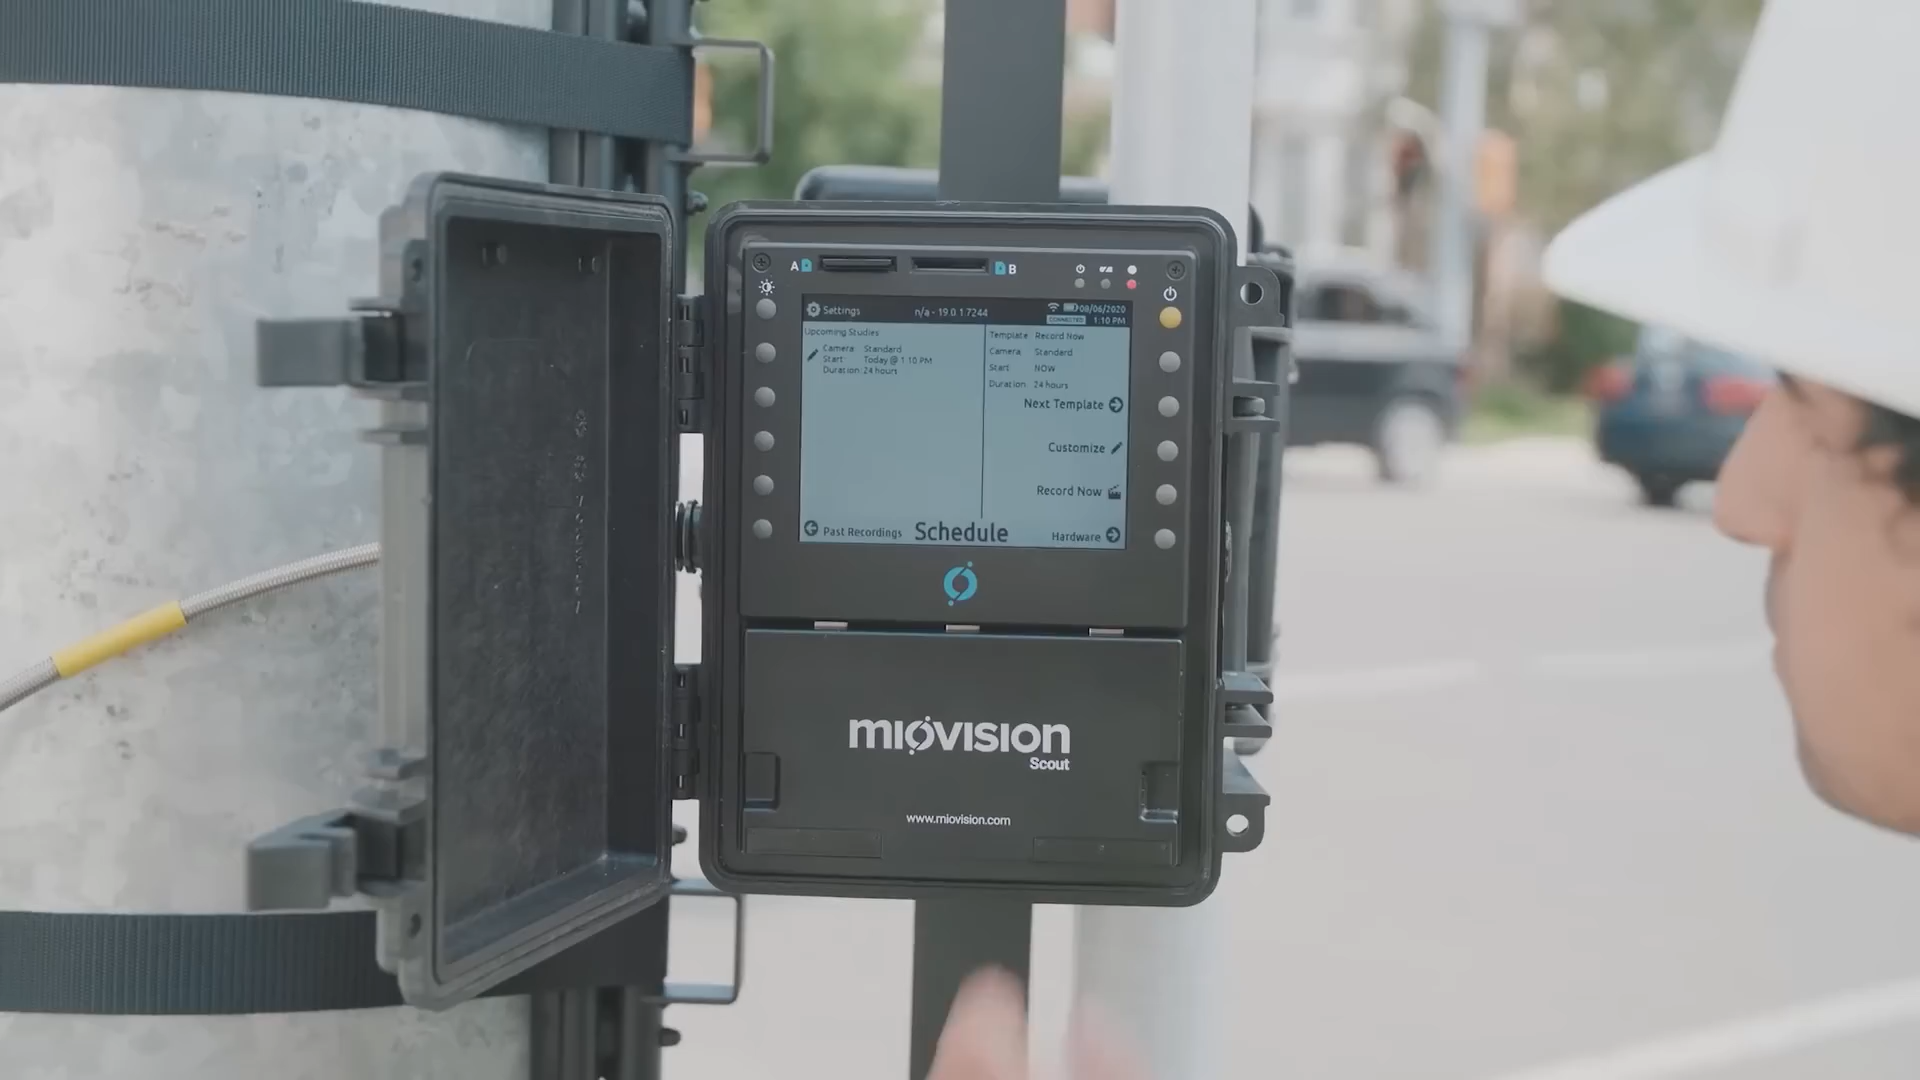 A B
Settings n/a - 19.0.1.7244 08/06/2020
CONNECTED 1:10 PM
Upcoming Studies
Camera Standard
Start: Today @ 1:10 PM
Duration: 24 hours
Template Record Now
Camera Standard
Start NOW
Duration 24 hours
Next Template
Customize
Record Now
Past Recordings Schedule Hardware
miovision
Scout
www.miovision.com